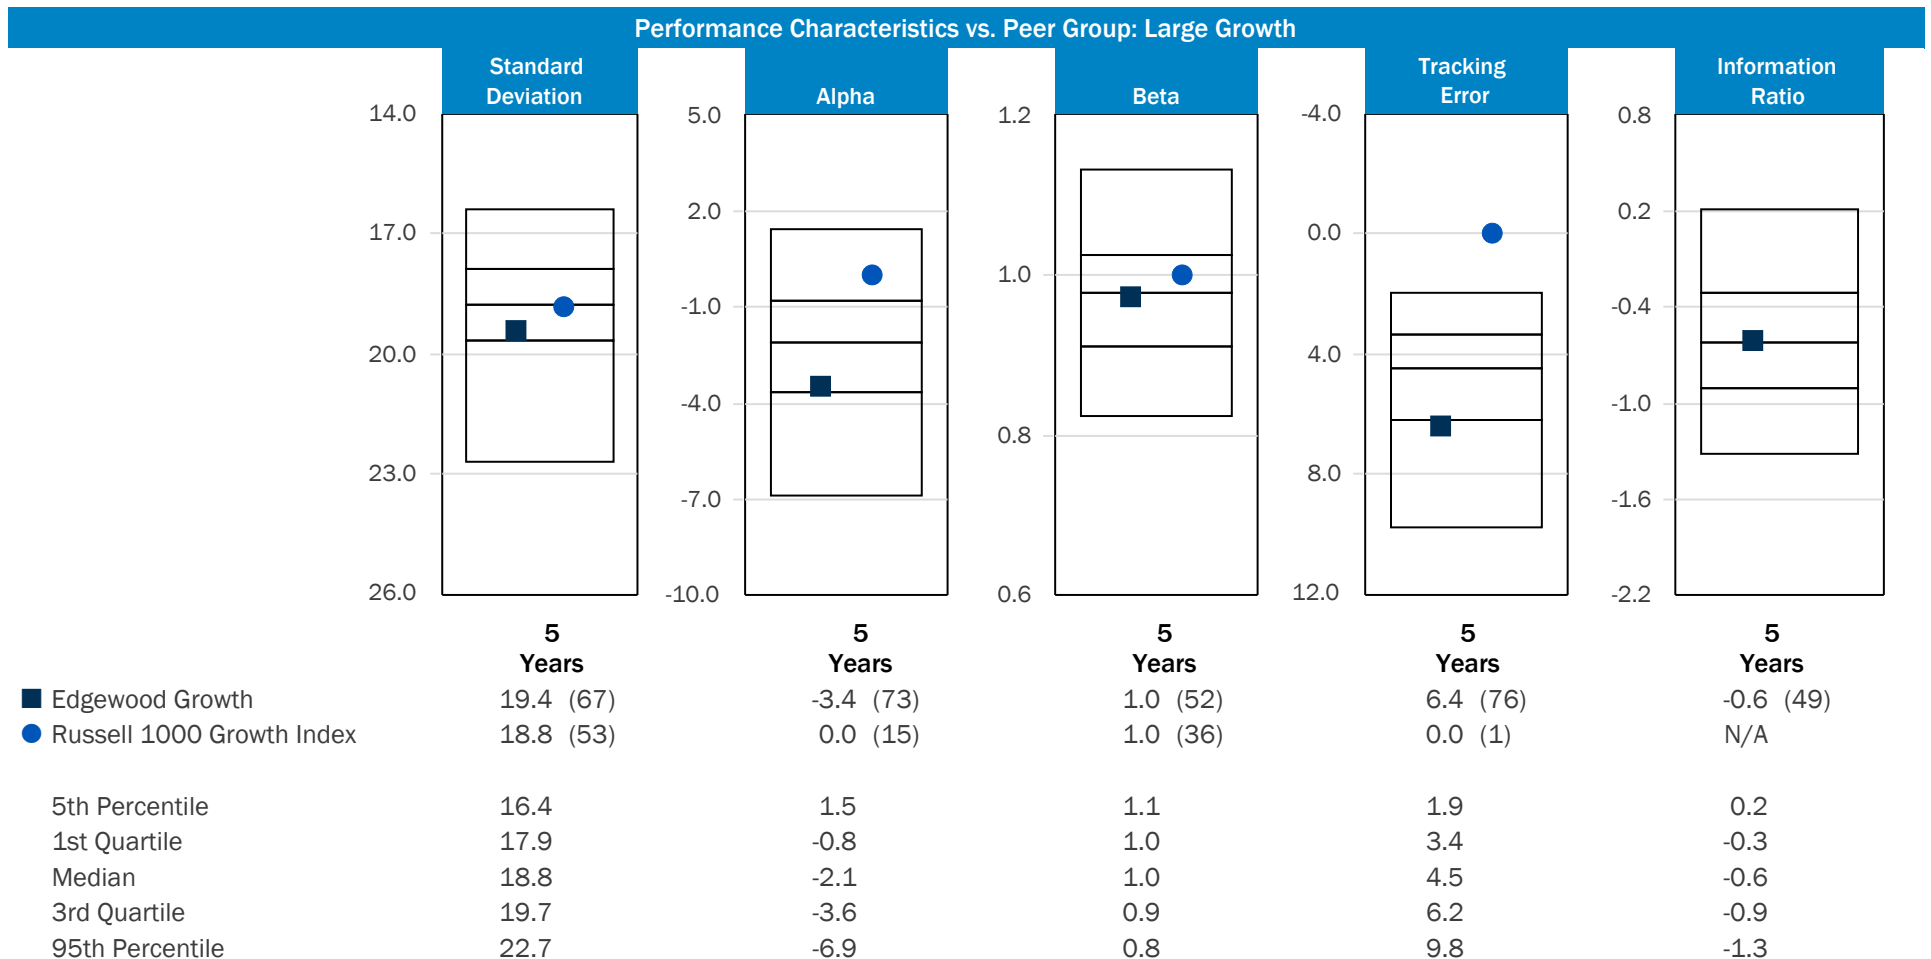 Performance Characteristics vs. Peer Group: Large Growth
Standard Deviation
Alpha
Beta
Tracking Error
Information Ratio
14.0
17.0
20.0
23.0
26.0
5.0
2.0
-1.0
-4.0
-7.0
-10.0
1.2
1.0
0.8
0.6
-4.0
0.0
4.0
8.0
12.0
0.8
0.2
-0.4
-1.0
-1.6
-2.2
5 Years 5 Years 5 Years 5 Years 5 Years
Edgewood Growth 19.4 (67) -3.4 (73) 1.0 (52) 6.4 (76) -0.6 (49)
Russell 1000 Growth Index 18.8 (53) 0.0 (15) 1.0 (36) 0.0 (1) N/A
5th Percentile 16.4 1.5 1.1 1.9 0.2
1st Quartile 17.9 -0.8 1.0 3.4 -0.3
Median 18.8 -2.1 1.0 4.5 -0.6
3rd Quartile 19.7 -3.6 0.9 6.2 -0.9
95th Percentile 22.7 -6.9 0.8 9.8 -1.3